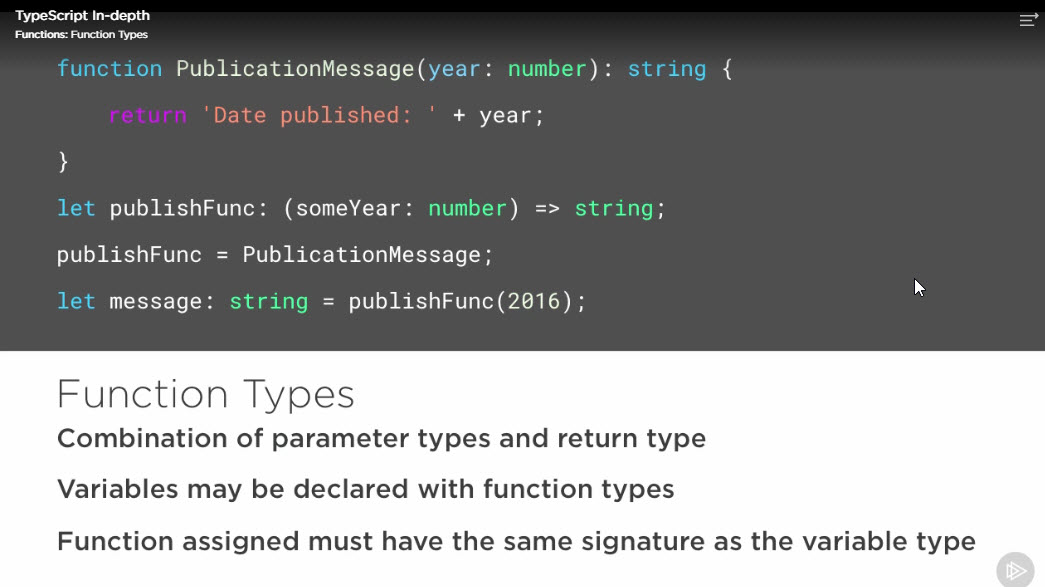 TypeScript In-depth
Functions: Function Types
function PublicationMessage(year: number): string {
return 'Date published: ' + year;
}
let publishFunc: (someYear: number) => string;
publishFunc = PublicationMessage;
let message: string = publishFunc(2016);
Function Types
Combination of parameter types and return type
Variables may be declared with function types
Function assigned must have the same signature as the variable type